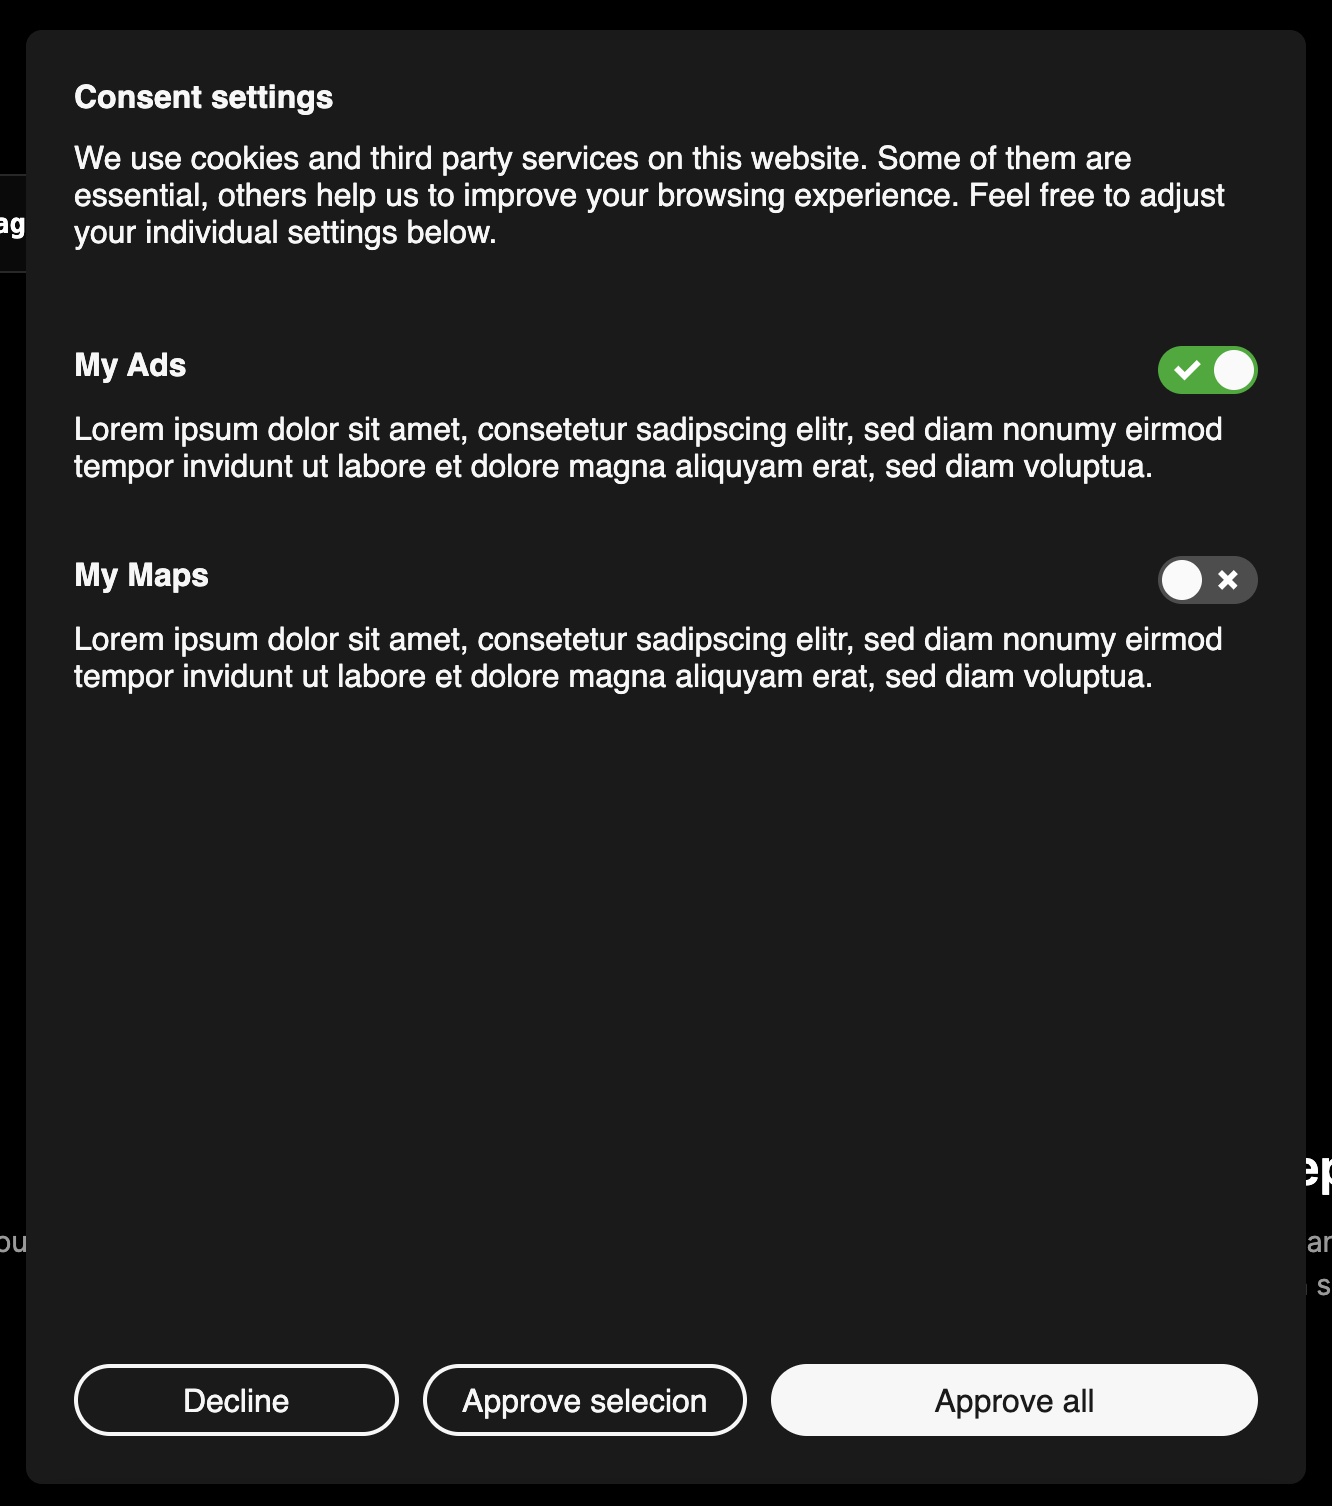 Consent settings
We use cookies and third party services on this website. Some of them are
essential, others help us to improve your browsing experience. Feel free to adjust
your individual settings below.
ag
My Ads
Lorem ipsum dolor sit amet, consetetur sadipscing elitr, sed diam nonumy eirmod
tempor invidunt ut labore et dolore magna aliquyam erat, sed diam voluptua.
My Maps
Lorem ipsum dolor sit amet, consetetur sadipscing elitr, sed diam nonumy eirmod
tempor invidunt ut labore et dolore magna aliquyam erat, sed diam voluptua.
ep
ou
ar
s
Decline
Approve selecion
Approve all